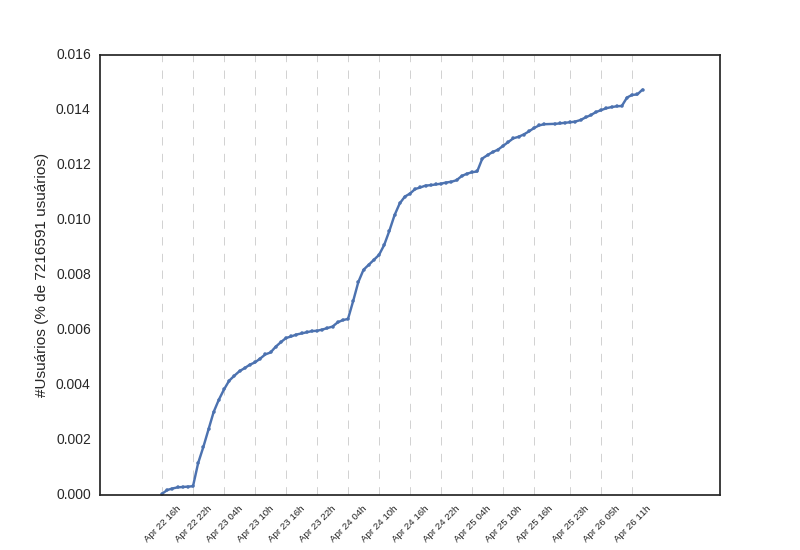 0.016
0.014
0.012
0.010
0.008
0.006
0.004
0.002
0.000
#Usuários (% de 7216591 usuários)
Apr 22 16h
Apr 22 22h
Apr 23 04h
Apr 23 10h
Apr 23 16h
Apr 23 22h
Apr 24 04h
Apr 24 10h
Apr 24 16h
Apr 24 22h
Apr 25 04h
Apr 25 10h
Apr 25 16h
Apr 25 23h
Apr 26 05h
Apr 26 11h